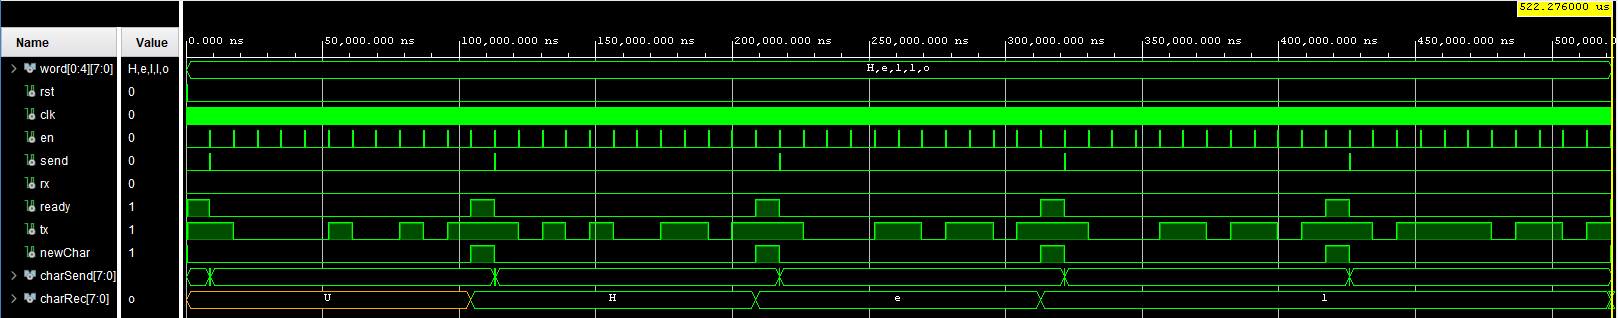 522.276000 us
Name Value
0.000 ns 50,000.000 ns 100,000.000 ns 150,000.000 ns 200,000.000 ns 250,000.000 ns 300,000.000 ns 350,000.000 ns 400,000.000 ns 450,000.000 ns 500,000.
word[0:4][7:0] H,e,l,l,o H,e,l,l,o
rst 0
clk 0
en 0
send 0
rx 0
ready 1
tx 1
newChar 1
charSend[7:0]
charRec[7:0] o U H e l